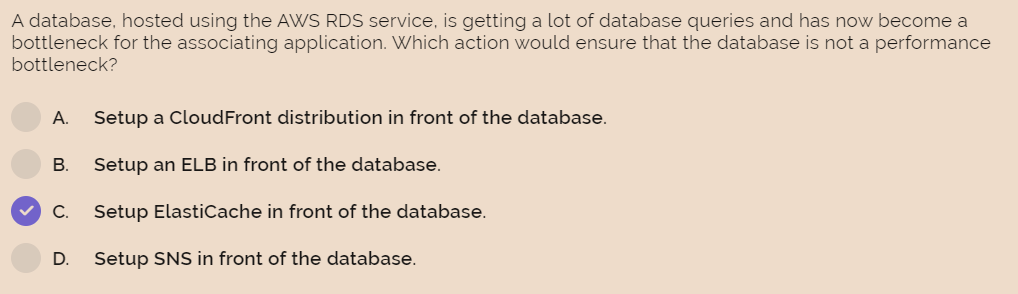 A database, hosted using the AWS RDS service, is getting a lot of database queries and has now become a
bottleneck for the associating application. Which action would ensure that the database is not a performance
bottleneck?
A. Setup a CloudFront distribution in front of the database.
B. Setup an ELB in front of the database.
C. Setup ElastiCache in front of the database.
D. Setup SNS in front of the database.